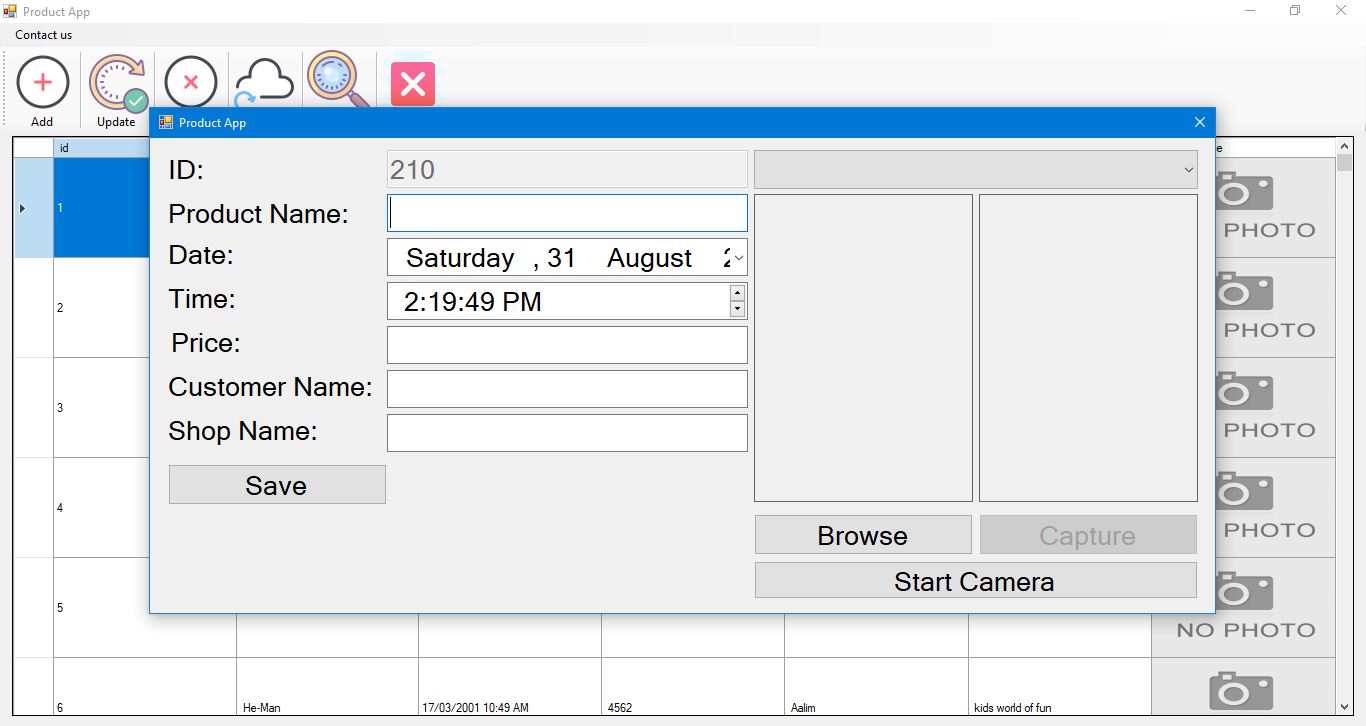 Product App
Contact us
Add
Update
Product App
id
e
ID:
210
Product Name:
Date:
Saturday , 31 August
Time:
2:19:49 PM
Price:
Customer Name:
Shop Name:
Save
Browse
Capture
Start Camera
1
PHOTO
2
PHOTO
3
PHOTO
4
PHOTO
5
NO PHOTO
6
He-Man
17/03/2001 10:49 AM
4562
Aalim
kids world of fun